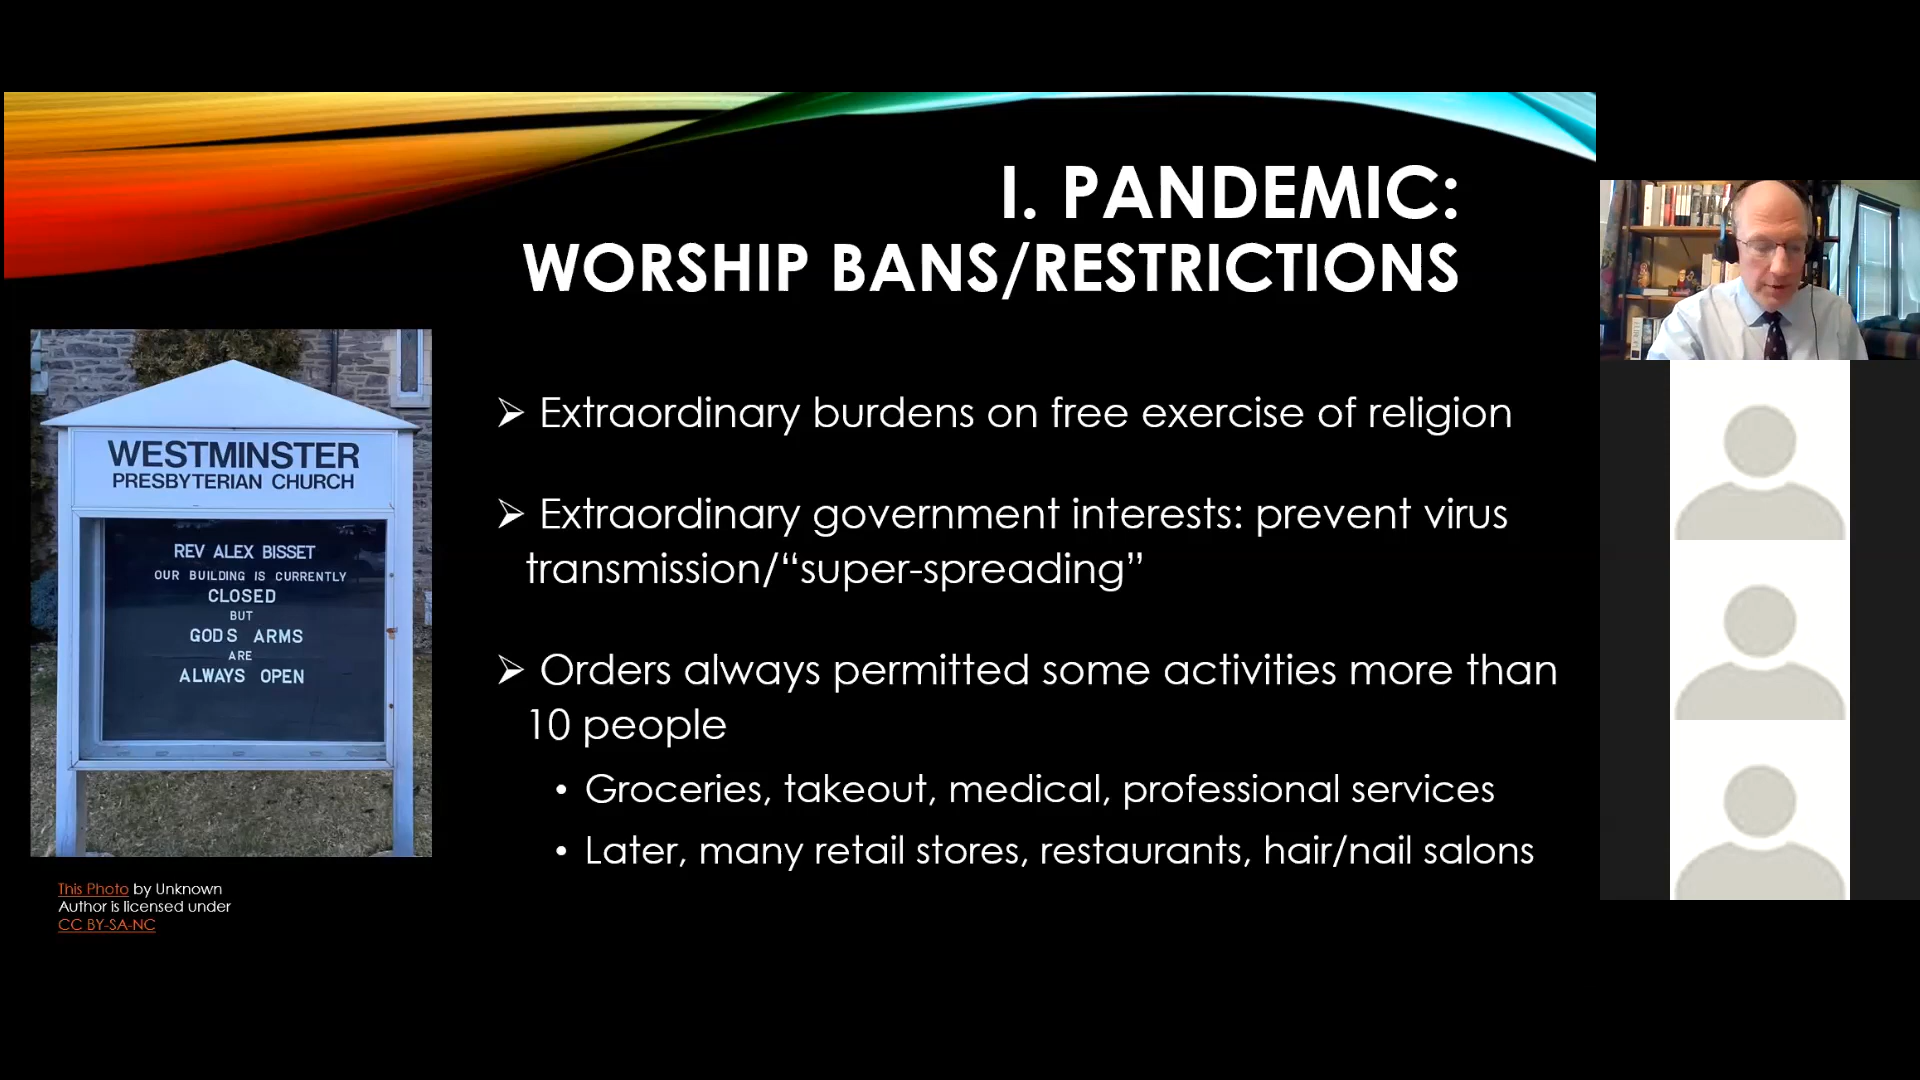 I. PANDEMIC:
WORSHIP BANS/RESTRICTIONS
WESTMINSTER
PRESBYTERIAN CHURCH
REV ALEX BISSET
OUR BUILDING IS CURRENTLY
CLOSED
BUT
GODS ARMS
ARE
ALWAYS OPEN
This Photo by Unknown
Author is licensed under
CC BY-SA-NC
➢ Extraordinary burdens on free exercise of religion
➢ Extraordinary government interests: prevent virus
transmission/“super-spreading”
➢ Orders always permitted some activities more than
10 people
• Groceries, takeout, medical, professional services
• Later, many retail stores, restaurants, hair/nail salons